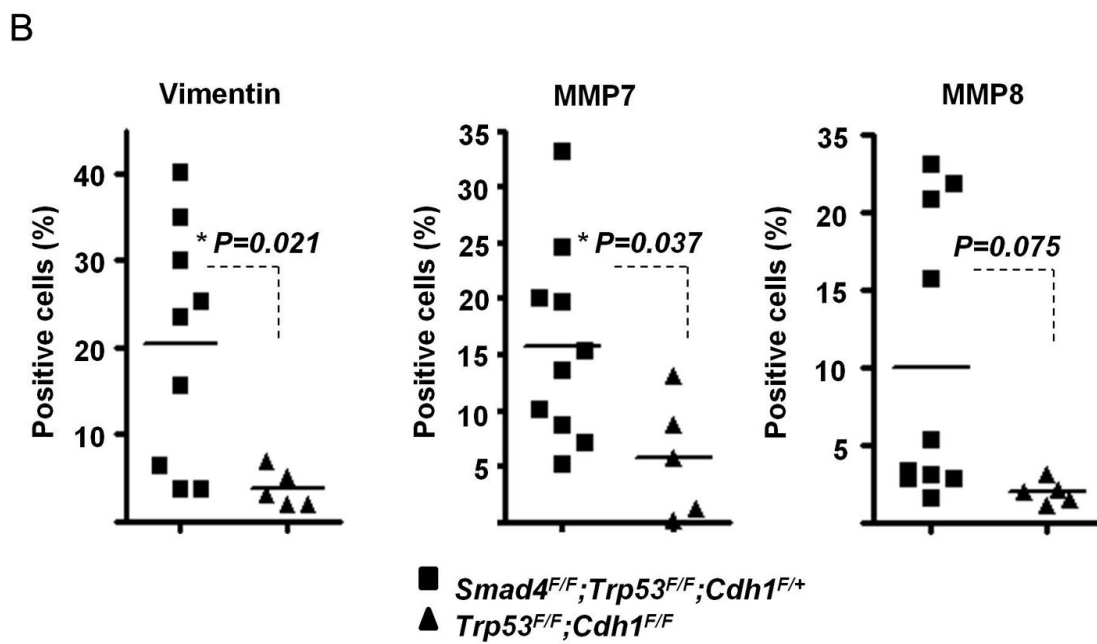 B
Vimentin
Positive cells (%)
40
30
20
10
* P=0.021
MMP7
Positive cells (%)
35
30
25
20
15
10
5
0
* P=0.037
MMP8
Positive cells (%)
35
20
15
10
5
P=0.075
Smad4F/F;Trp53F/F;Cdh1F/+
Trp53F/F;Cdh1F/F